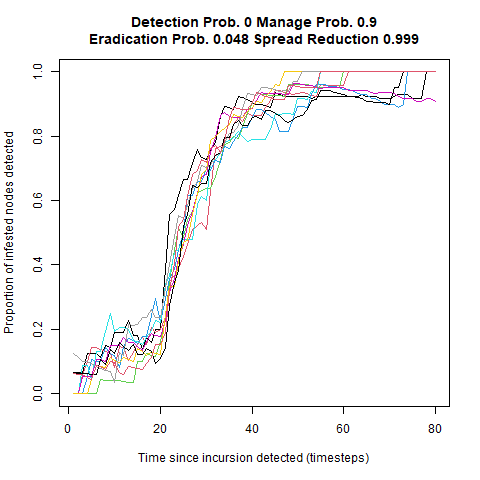 Detection Prob. 0 Manage Prob. 0.9
Eradication Prob. 0.048 Spread Reduction 0.999
Proportion of infested nodes detected
1.0
0.8
0.6
0.4
0.2
0.0
0 20 40 60 80
Time since incursion detected (timesteps)